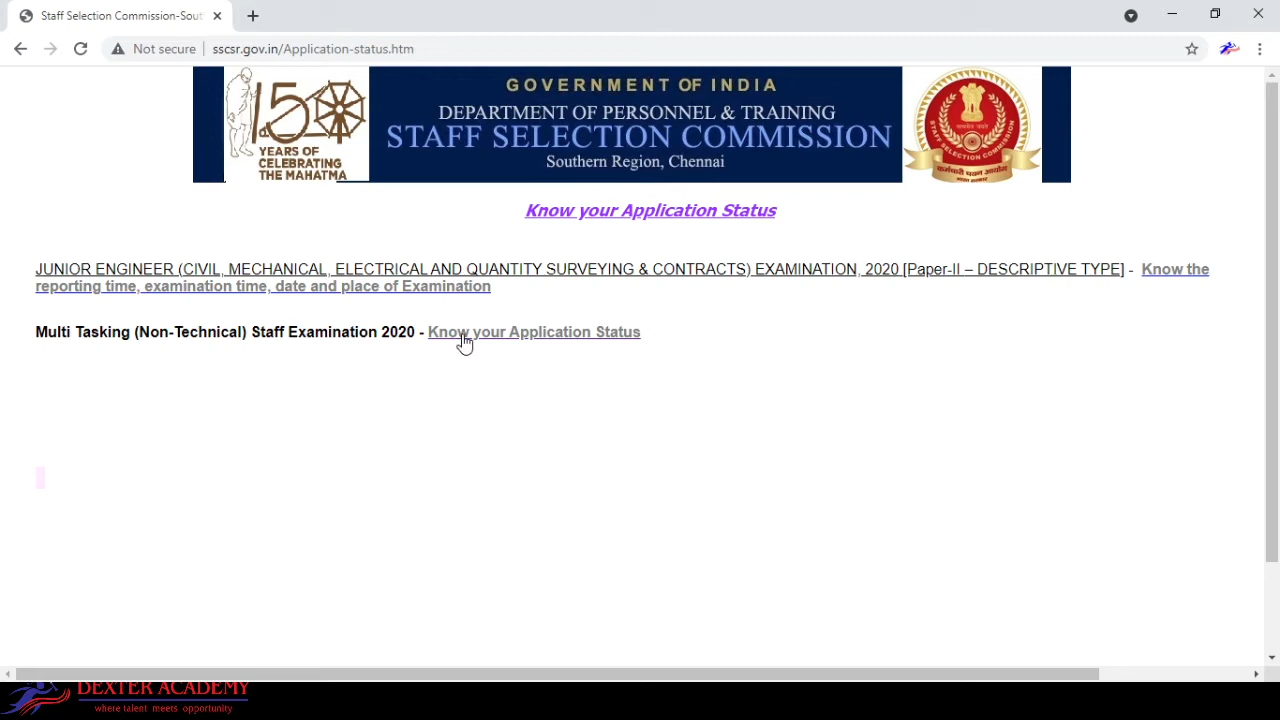 Staff Selection Commission-Sout
Not secure
sscsr.gov.in/Application-status.htm
150
YEARS OF
CELEBRATING
THE MAHATMA
GOVERNMENT OF INDIA
DEPARTMENT OF PERSONNEL & TRAINING
STAFF SELECTION COMMISSION
Southern Region, Chennai
STAFF SELECTION COMMISSION
Know your Application Status
JUNIOR ENGINEER (CIVIL, MECHANICAL, ELECTRICAL AND QUANTITY SURVEYING & CONTRACTS) EXAMINATION, 2020 [Paper-II – DESCRIPTIVE TYPE] - Know the
reporting time, examination time, date and place of Examination
Multi Tasking (Non-Technical) Staff Examination 2020 - Know your Application Status
DEXTER ACADEMY
where talent meets opportunity